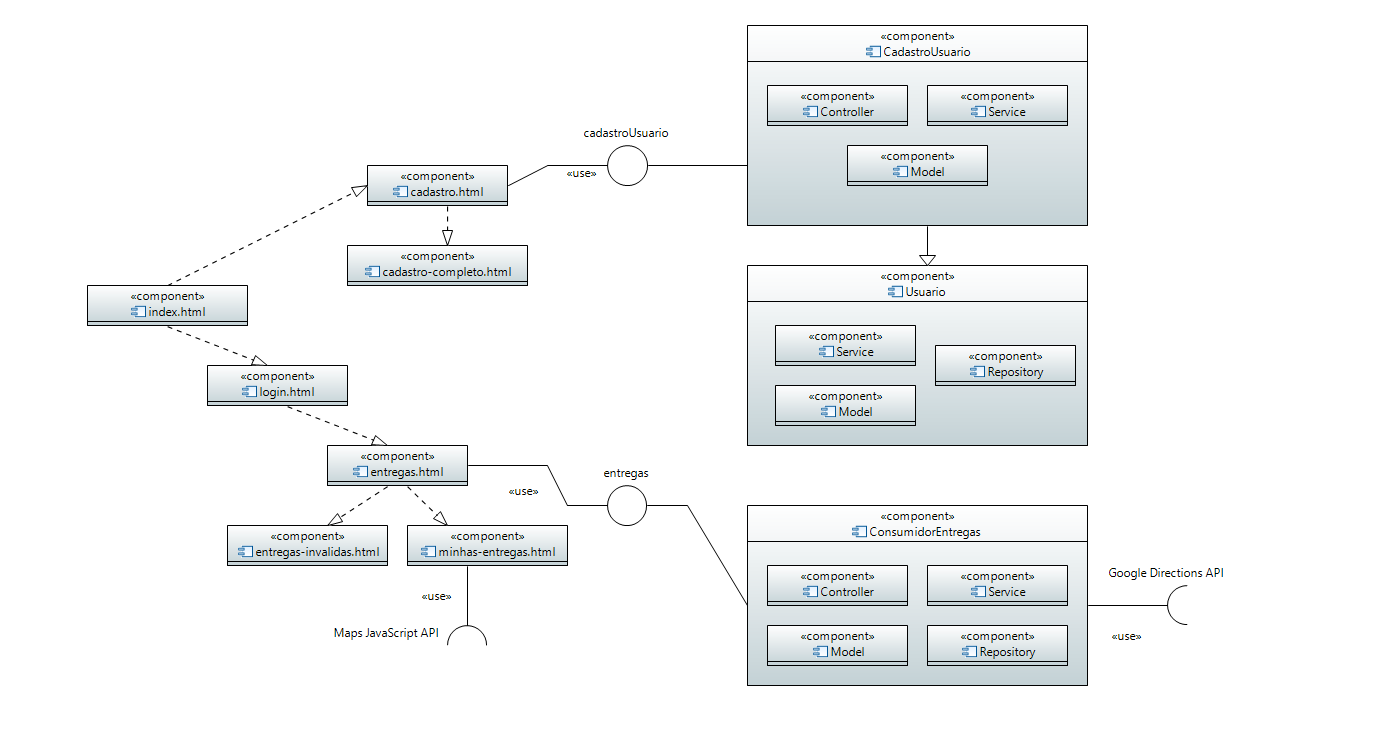 «component»
CadastroUsuario
«component»
Controller
«component»
Service
«component»
Model
cadastroUsuario
«use»
«component»
cadastro.html
«component»
cadastro-completo.html
«component»
index.html
«component»
login.html
«component»
Usuario
«component»
Service
«component»
Repository
«component»
Model
«component»
entregas.html
«use»
entregas
«component»
entregas-invalidas.html
«component»
minhas-entregas.html
«use»
Maps JavaScript API
«component»
ConsumidorEntregas
«component»
Controller
«component»
Service
«component»
Model
«component»
Repository
Google Directions API
«use»